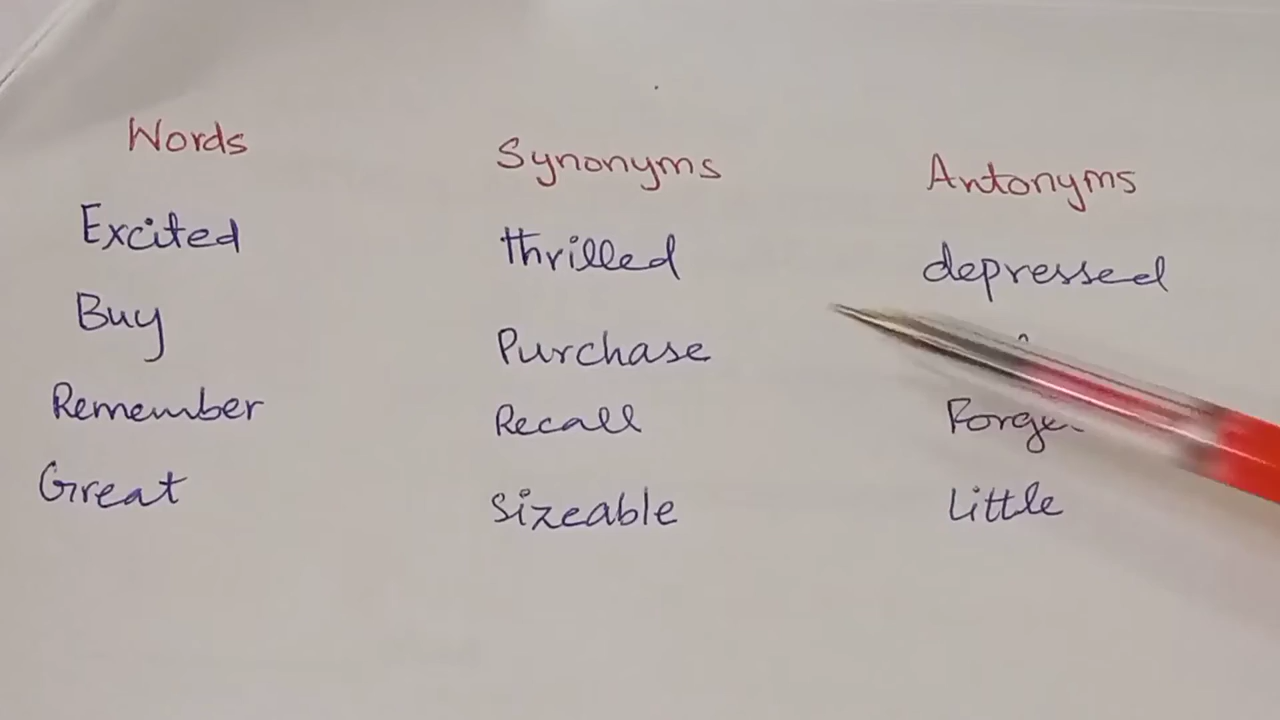 Words Synonyms Antonyms
Excited thrilled depressed
Buy Purchase
Remember Recall
Great Sizeable Little